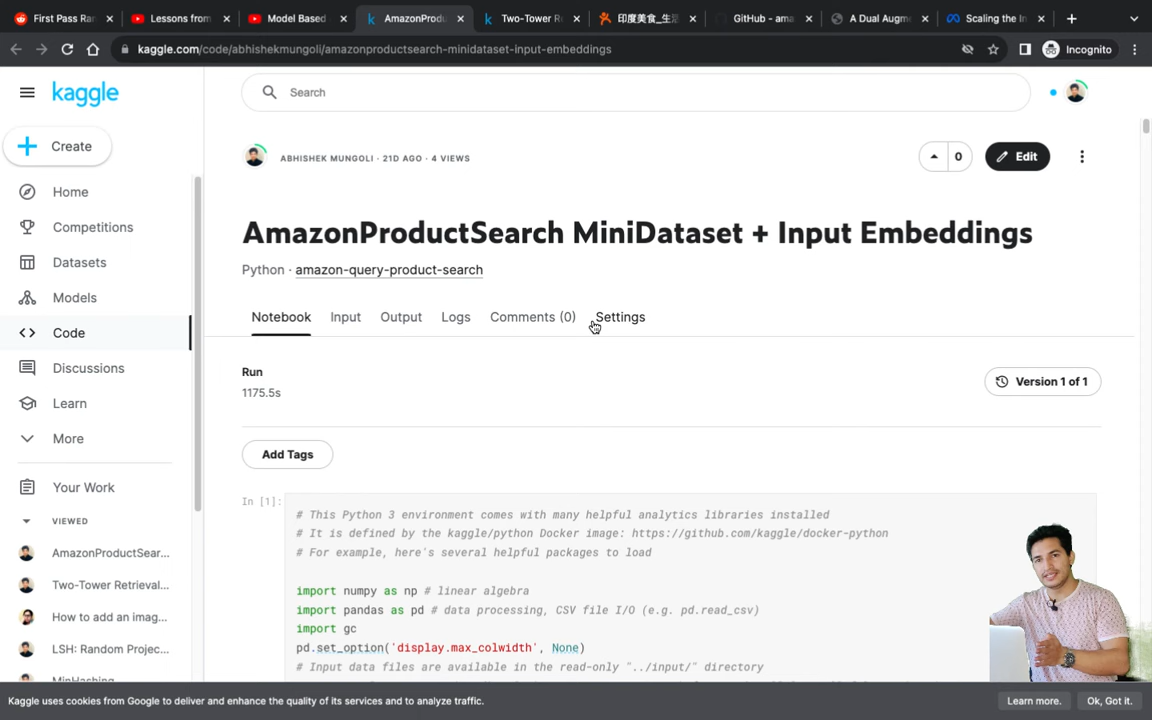 First Pass Ra
Lessons from
Model Based
AmazonProdu
Two-Tower R
印度美食_生活
GitHub - ama
A Dual Augm
Scaling the In
kaggle.com/code/abhishekmungoli/amazonproductsearch-minidataset-input-embeddings
Incognito
kaggle
Search
Create
ABHISHEK MUNGOLI · 21D AGO · 4 VIEWS
0
Edit
Home
Competitions
Datasets
Models
Code
Discussions
Learn
More
Your Work
VIEWED
AmazonProductSear...
Two-Tower Retrieval...
How to add an imag...
LSH: Random Projec...
MinHashing
AmazonProductSearch MiniDataset + Input Embeddings
Python · amazon-query-product-search
Notebook Input Output Logs Comments (0) Settings
Run
1175.5s
Version 1 of 1
Add Tags
In [1]:
# This Python 3 environment comes with many helpful analytics libraries installed
# It is defined by the kaggle/python Docker image: https://github.com/kaggle/docker-python
# For example, here's several helpful packages to load
import numpy as np # linear algebra
import pandas as pd # data processing, CSV file I/O (e.g. pd.read_csv)
import gc
pd.set_option('display.max_colwidth', None)
# Input data files are available in the read-only "../input/" directory
Kaggle uses cookies from Google to deliver and enhance the quality of its services and to analyze traffic.
Learn more.
Ok, Got it.